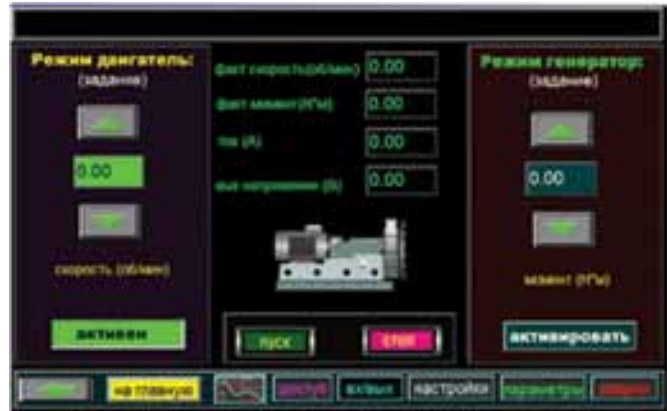 Режим двигатель:
(задание)
0.00
скорость (об/мин)
активен
факт скорость(об/мин) 0.00
факт момент(Н*м) 0.00
ток (А) 0.00
вых напряжение (В) 0.00
пуск стоп
Режим генератор:
(задание)
0.00
момент (Н*м)
активировать
на главную доступ вх/вых настройки параметры